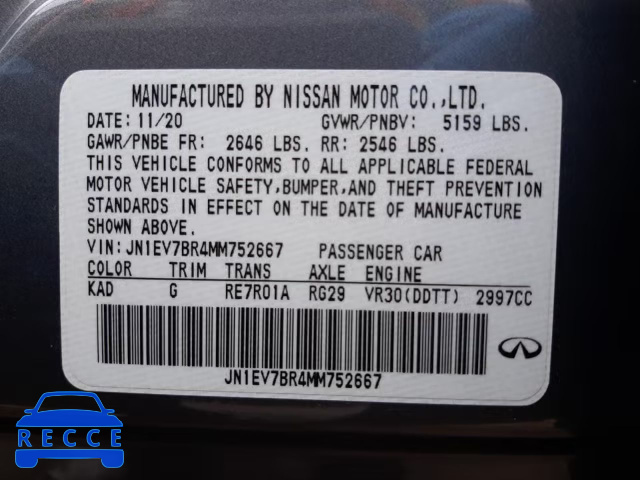 MANUFACTURED BY NISSAN MOTOR CO.,LTD.
DATE: 11/20 GVWR/PNBV: 5159 LBS.
GAWR/PNBE FR: 2646 LBS. RR: 2546 LBS.
THIS VEHICLE CONFORMS TO ALL APPLICABLE FEDERAL
MOTOR VEHICLE SAFETY,BUMPER,AND THEFT PREVENTION
STANDARDS IN EFFECT ON THE DATE OF MANUFACTURE
SHOWN ABOVE.
VIN:JN1EV7BR4MM752667 PASSENGER CAR
COLOR TRIM TRANS AXLE ENGINE
KAD G RE7R01A RG29 VR30(DDTT) 2997CC
JN1EV7BR4MM752667
RECCE